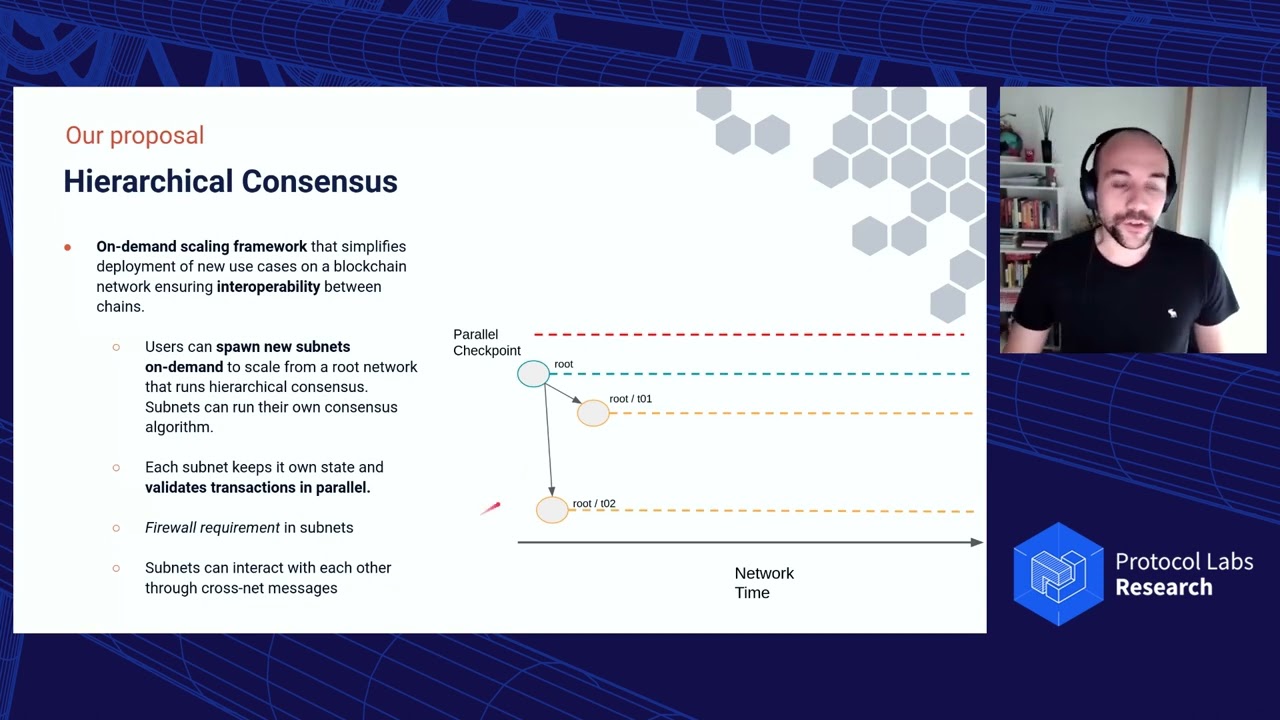 Our proposal
Hierarchical Consensus
On-demand scaling framework that simplifies
deployment of new use cases on a blockchain
network ensuring interoperability between
chains.
Users can spawn new subnets
on-demand to scale from a root network
that runs hierarchical consensus.
Subnets can run their own consensus
algorithm.
Each subnet keeps it own state and
validates transactions in parallel.
Firewall requirement in subnets
Subnets can interact with each other
through cross-net messages
Parallel
Checkpoint
root
root / t01
root / t02
Network
Time
Protocol Labs
Research